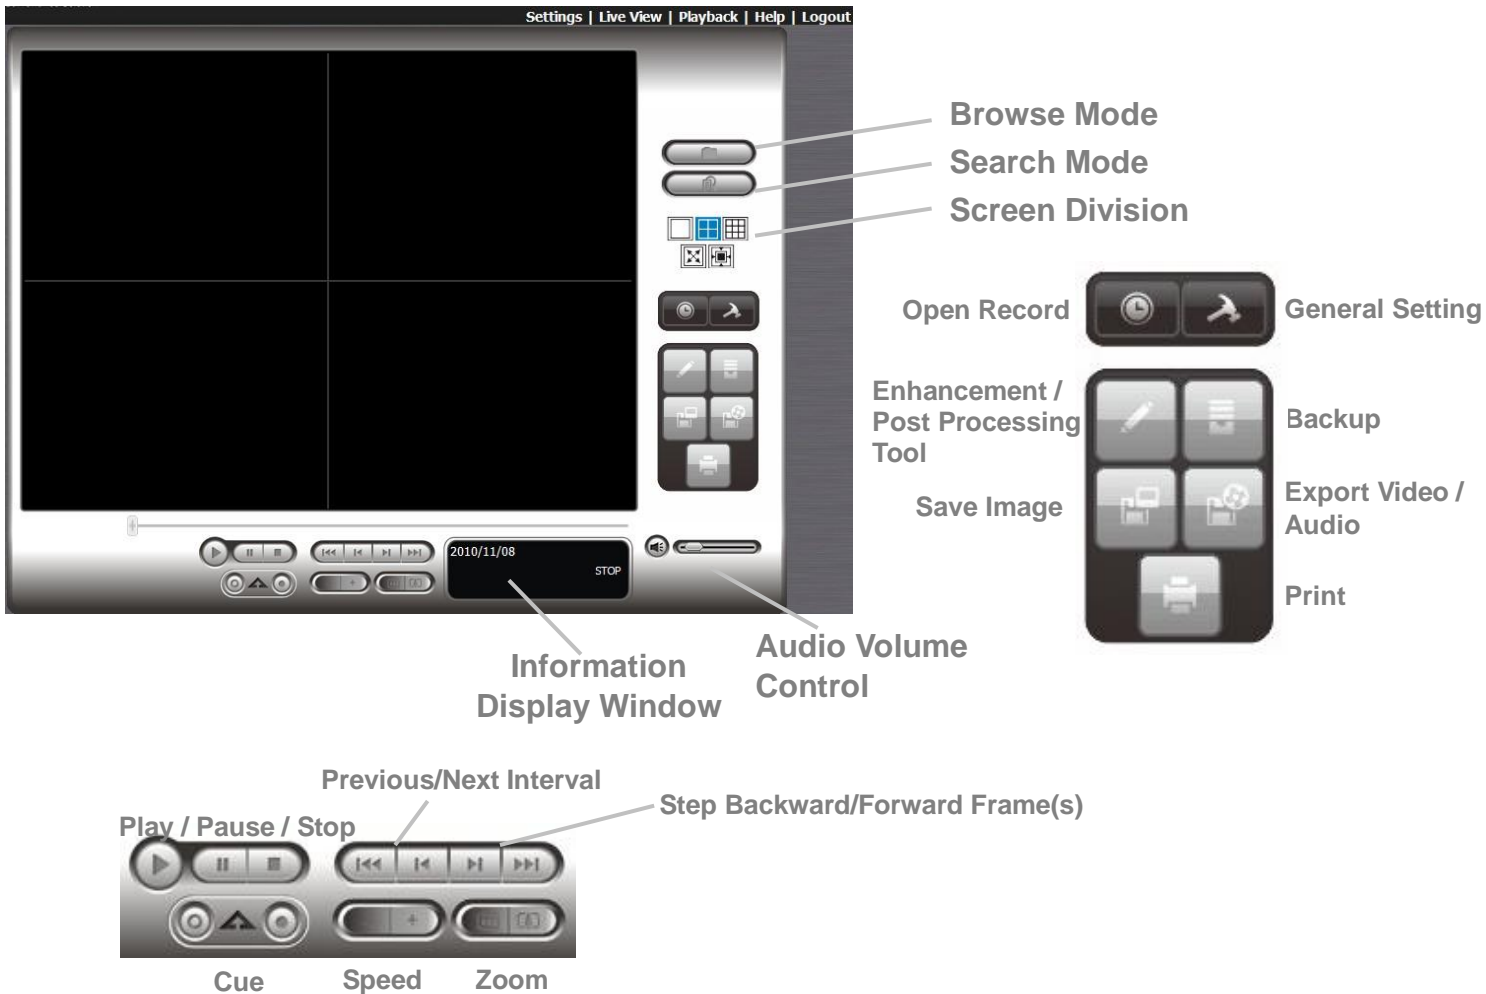 Settings | Live View | Playback | Help | Logout
Browse Mode
Search Mode
Screen Division
Open Record
General Setting
Enhancement /
Post Processing
Tool
Backup
Save Image
Export Video /
Audio
Print
2010/11/08
STOP
Information
Display Window
Audio Volume
Control
Previous/Next Interval
Step Backward/Forward Frame(s)
Play / Pause / Stop
Cue
Speed
Zoom